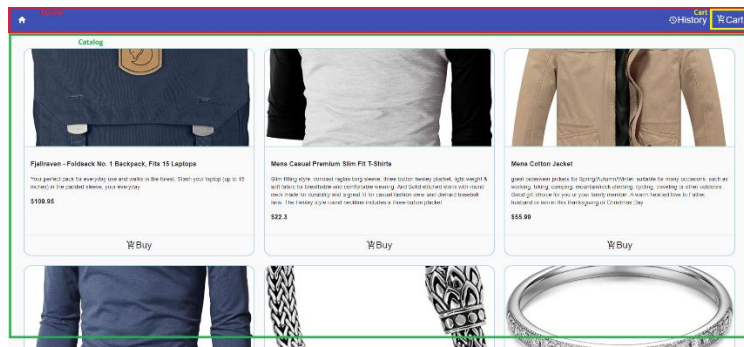 Cart
History
Cart
Catalog
Fjallraven - Foldsack No. 1 Backpack, Fits 15 Laptops
Mens Casual Premium Slim Fit T-Shirts
Mens Cotton Jacket
Your perfect pack for everyday use and walks in the forest. Stash your laptop (up to 15
inches) in the padded sleeve, your everyday
Slim fitting style, contrast raglan long sleeve, three button henley placket, light weight &
soft fabric for breathable and comfortable wearing. And Solid stitched shirts with round
neck made for durability and a great fit for casual fashion wear and diehard baseball
fans. The Henley style round neckline includes a three-button placket.
great outerwear jackets for Spring/Autumn/Winter, suitable for many occasions, such as
working, hiking, camping, mountain/rock climbing, cycling, traveling or other outdoors.
Good gift choice for you or your family member. A warm hearted love to Father,
husband or son in this thanksgiving or Christmas Day.
$109.95
$22.3
$55.99
Buy
Buy
Buy